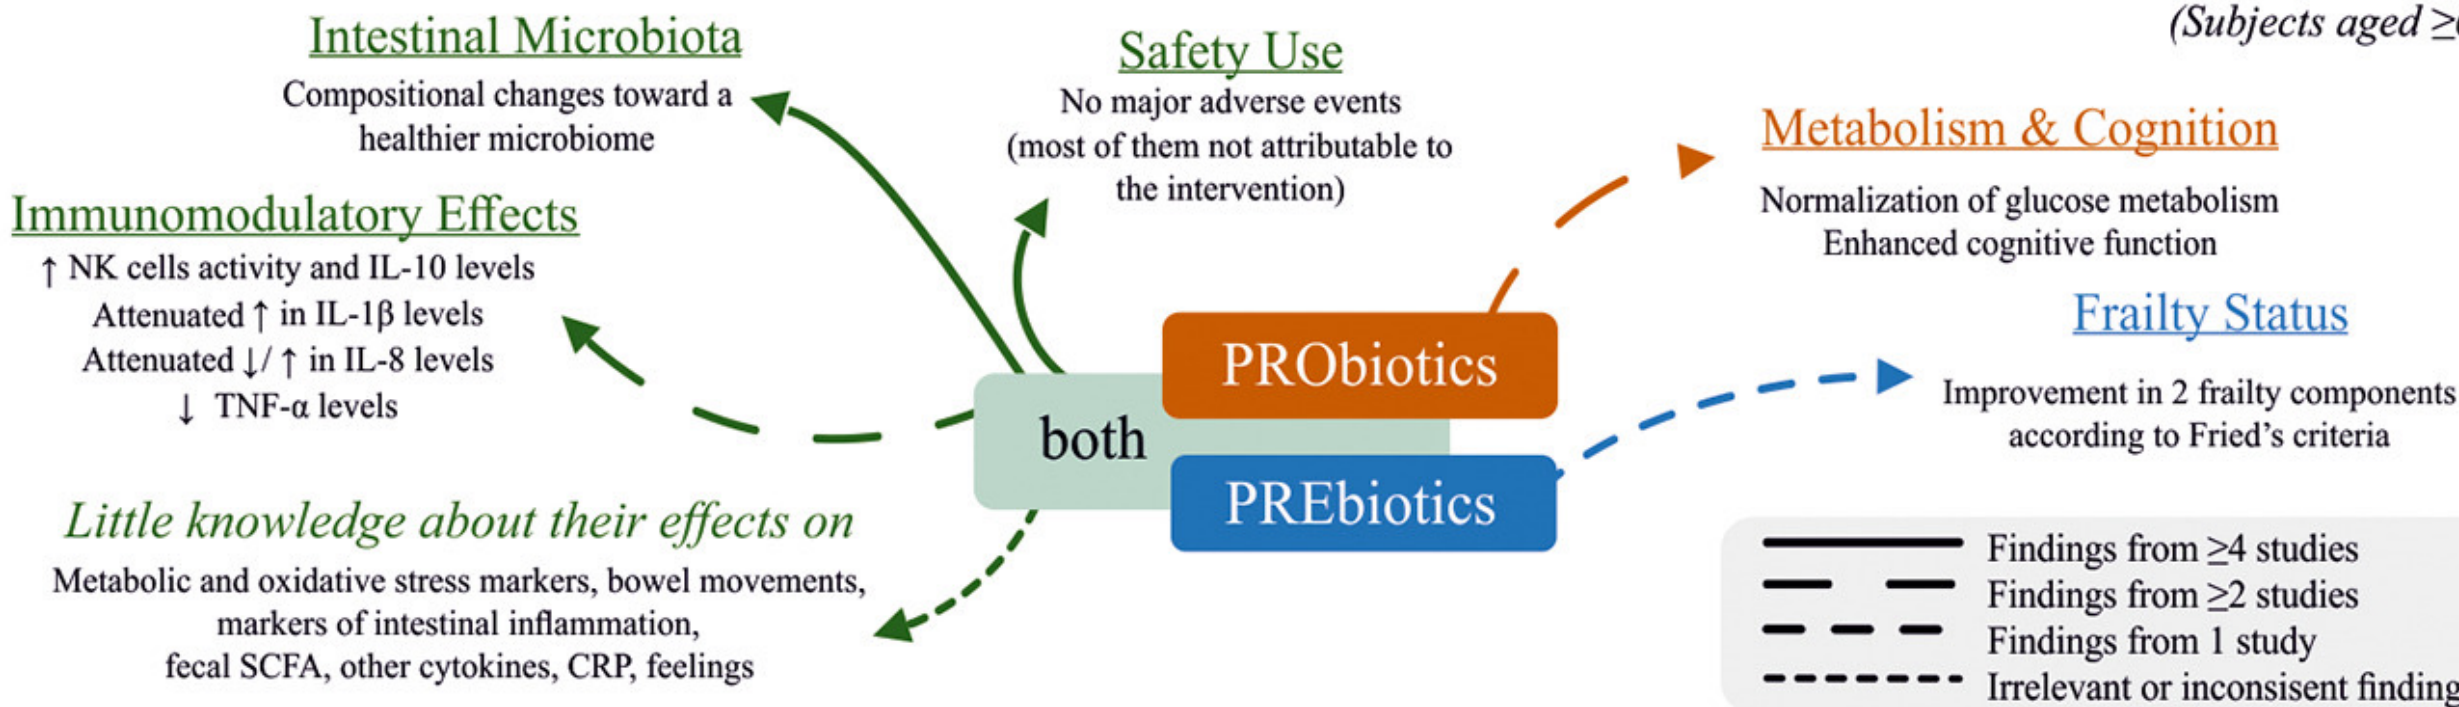 (Subjects aged ≥
Intestinal Microbiota
Compositional changes toward a
healthier microbiome
Safety Use
No major adverse events
(most of them not attributable to
the intervention)
Metabolism & Cognition
Normalization of glucose metabolism
Enhanced cognitive function
Immunomodulatory Effects
↑ NK cells activity and IL-10 levels
Attenuated ↑ in IL-1β levels
Attenuated ↓/ ↑ in IL-8 levels
↓ TNF-α levels
Frailty Status
Improvement in 2 frailty components
according to Fried's criteria
PRObiotics
both
PREbiotics
Little knowledge about their effects on
Metabolic and oxidative stress markers, bowel movements,
markers of intestinal inflammation,
fecal SCFA, other cytokines, CRP, feelings
Findings from ≥4 studies
Findings from ≥2 studies
Findings from 1 study
Irrelevant or inconsisent finding